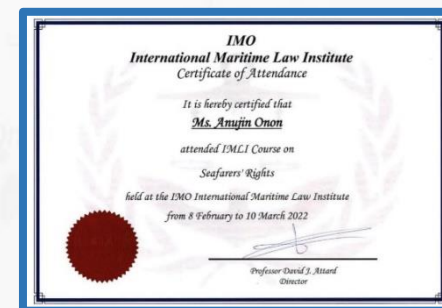 IMO
International Maritime Law Institute
Certificate of Attendance
It is hereby certified that
Ms. Anujin Onon
attended IMLI Course on
Seafarers' Rights
held at the IMO International Maritime Law Institute
from 8 February to 10 March 2022
Professor David J. Attard
Director